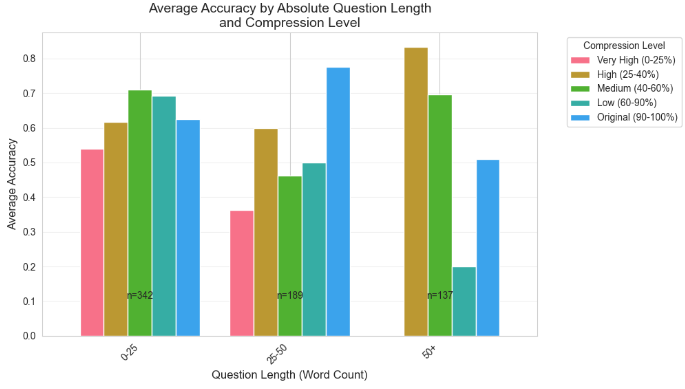 Average Accuracy by Absolute Question Length
and Compression Level
Compression Level
Very High (0-25%)
High (25-40%)
Medium (40-60%)
Low (60-90%)
Original (90-100%)
Average Accuracy
0.8
0.7
0.6
0.5
0.4
0.3
0.2
0.1
0.0
n=342
n=189
n=137
0-25
25-50
50+
Question Length (Word Count)